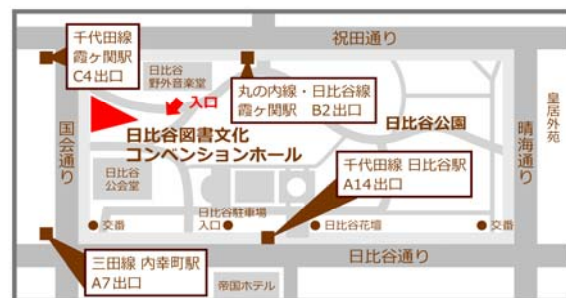 千代田線
霞ヶ関駅
C4出口
祝田通り
日比谷
野外音楽堂
丸の内線・日比谷線
霞ヶ関駅 B2出口
入口
国会通り
日比谷図書文化
コンベンションホール
日比谷公園
晴海通り
皇居外苑
日比谷
公会堂
千代田線 日比谷駅
A14出口
交番
日比谷駐車場
入口
日比谷花壇
交番
三田線 内幸町駅
A7出口
日比谷通り
帝国ホテル